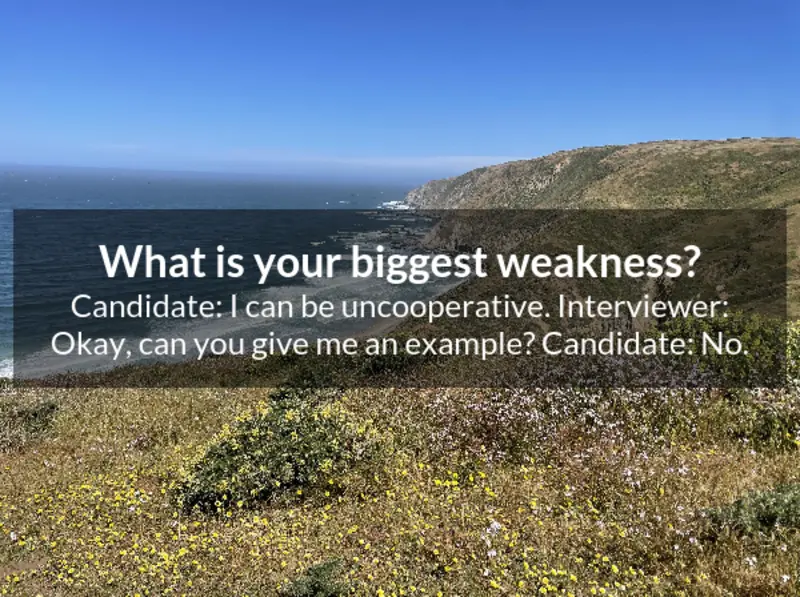 What is your biggest weakness?
Candidate: I can be uncooperative. Interviewer:
Okay, can you give me an example? Candidate: No.